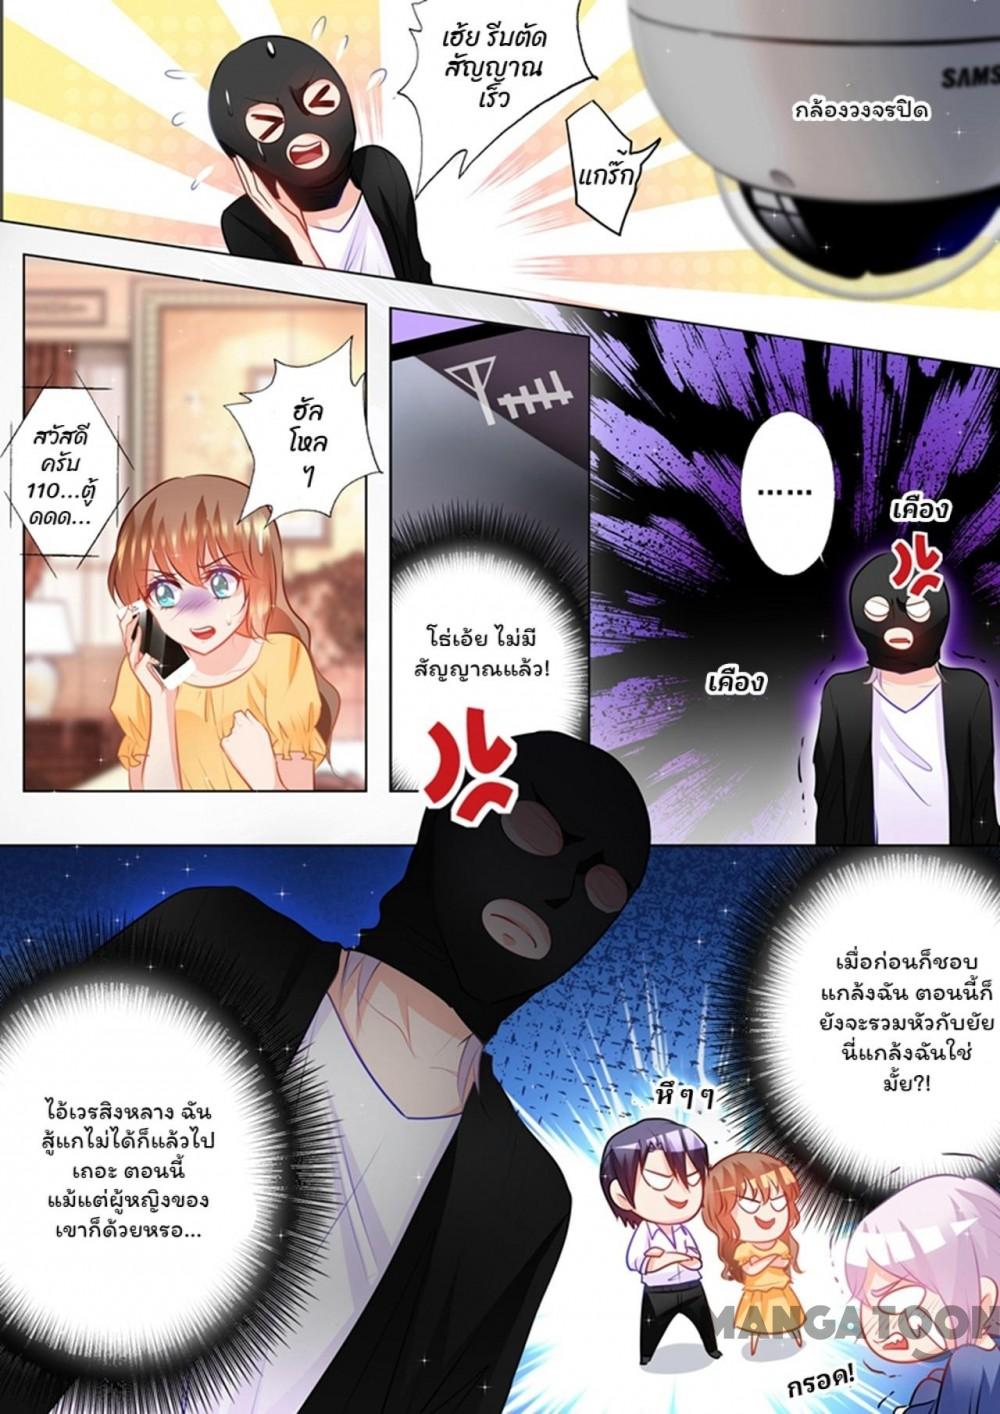 เฮ้ย รีบตัด
สัญญาณ
เร็ว
แกร๊ก
กล้องวงจรปิด
SAMS
สวัสดี
ครับ
110...ตู้
ดดด...
ฮัล
โหล
ๆ
โธ่เอ้ย ไม่มี
สัญญาณแล้ว!
......
เคือง
เคือง
เมื่อก่อนก็ชอบ
แกล้งฉัน ตอนนี้ก็
ยังจะรวมหัวกับยัย
นี่แกล้งฉันใช่
มั้ย?!
ไอ้เวรสิงหลาง ฉัน
สู้แกไม่ได้ก็แล้วไป
เถอะ ตอนนี้
แม้แต่ผู้หญิงของ
เขาก็ด้วยหรอ...
หึ ๆ ๆ
กรอด!
MANGATOON